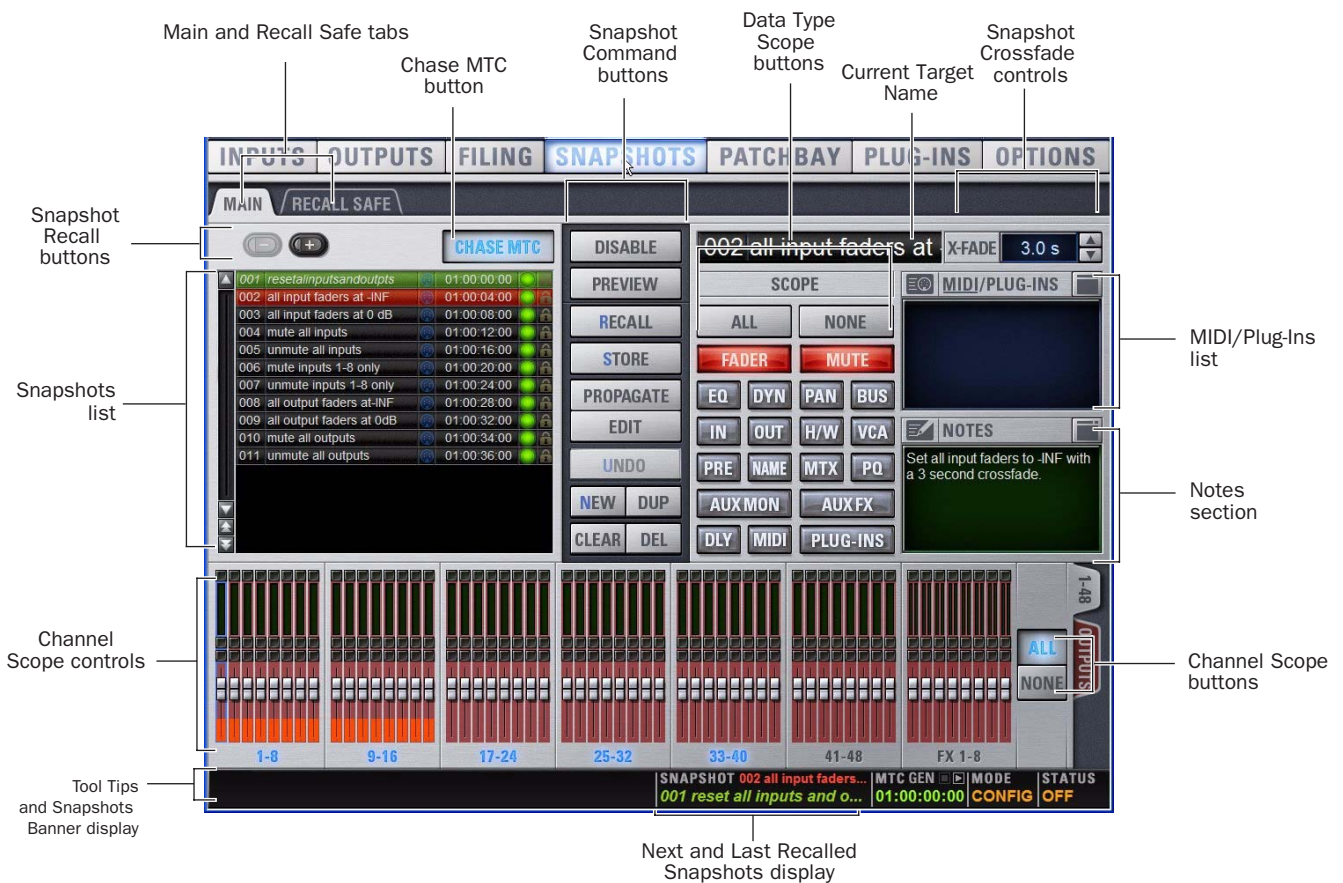 Main and Recall Safe tabs
Chase MTC
button
Snapshot
Command
buttons
Data Type
Scope
buttons
Current Target
Name
Snapshot
Crossfade
controls
INPUTS OUTPUTS FILING SNAPSHOTS PATCHBAY PLUG-INS OPTIONS
MAIN RECALL SAFE
Snapshot
Recall
buttons
CHASE MTC
Snapshots
list
001 resetallinputsandoutpts 01:00:00:00
002 all input faders at -INF 01:00:04:00
003 all input faders at 0 dB 01:00:08:00
004 mute all inputs 01:00:12:00
005 unmute all inputs 01:00:16:00
006 mute inputs 1-8 only 01:00:20:00
007 unmute inputs 1-8 only 01:00:24:00
008 all output faders at-INF 01:00:28:00
009 all output faders at 0dB 01:00:32:00
010 mute all outputs 01:00:34:00
011 unmute all outputs 01:00:36:00
DISABLE
PREVIEW
RECALL
STORE
PROPAGATE
EDIT
UNDO
NEW DUP
CLEAR DEL
002 all input faders at - X-FADE 3.0 s
SCOPE
ALL NONE
FADER MUTE
EQ DYN PAN BUS
IN OUT H/W VCA
PRE NAME MTX PQ
AUX MON AUX FX
DLY MIDI PLUG-INS
MIDI/PLUG-INS
NOTES
Set all input faders to -INF with
a 3 second crossfade.
MIDI/Plug-Ins
list
Notes
section
Channel
Scope controls
1-8 9-16 17-24 25-32 33-40 41-48 FX 1-8
ALL
NONE
1-48
OUTPUTS
Channel Scope
buttons
Tool Tips
and Snapshots
Banner display
SNAPSHOT 002 all input faders... MTC GEN MODE STATUS
001 reset all inputs and o... 01:00:00:00 CONFIG OFF
Next and Last Recalled
Snapshots display